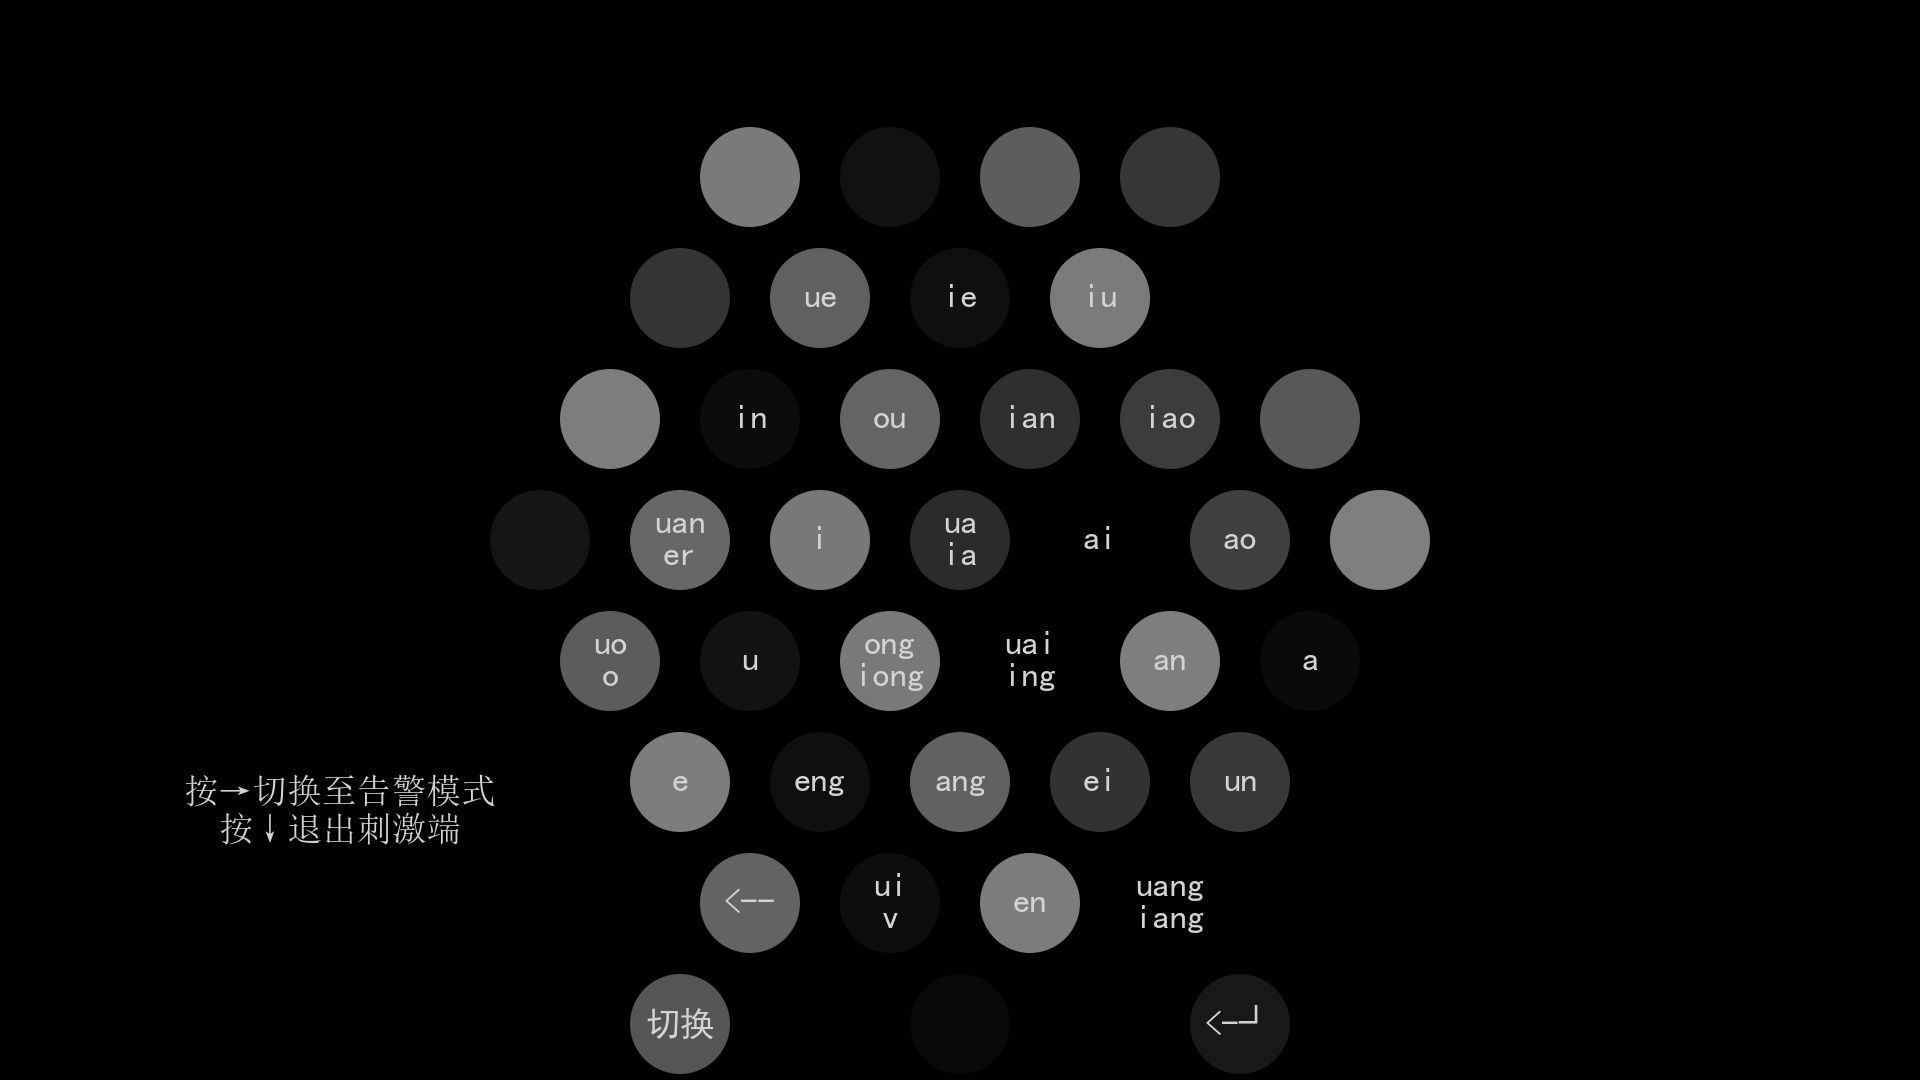 ue
ie
iu
in
ou
ian
iao
uan
er
i
ua
ia
ai
ao
uo
o
u
ong
iong
uai
ing
an
a
e
eng
ang
ei
un
按→切换至告警模式
按↓退出刺激端
<--
ui
v
en
uang
iang
切换
<-┘